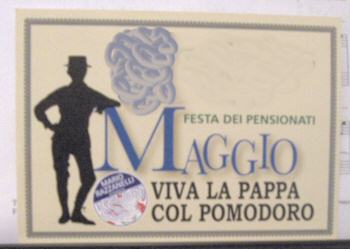 FESTA DEI PENSIONATI
MAGGIO
MARIO
RAZZANELLI
VIVA LA PAPPA
COL POMODORO